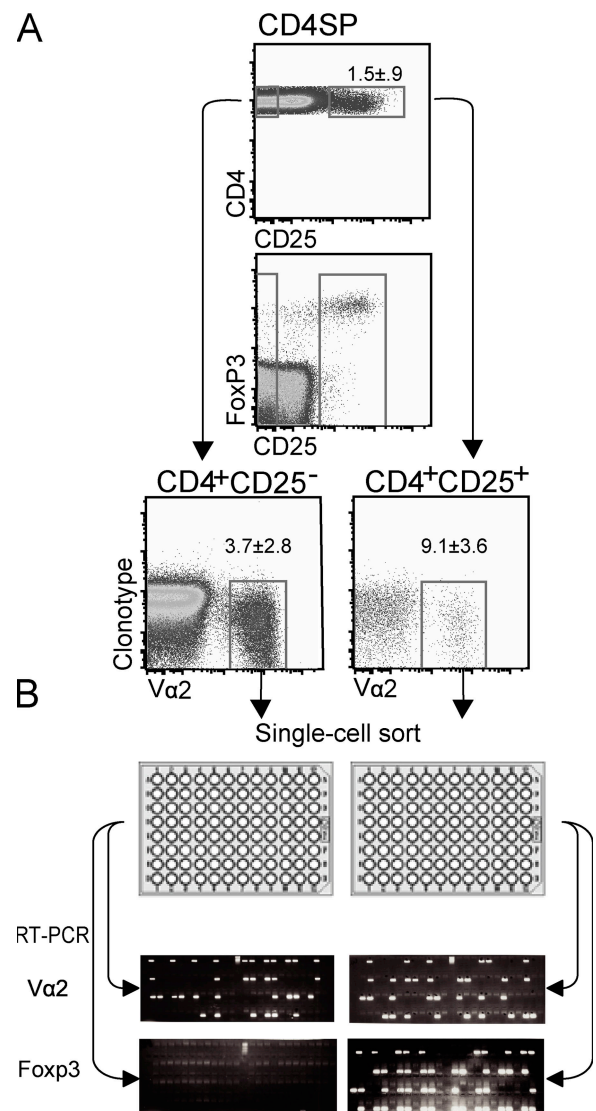 A
CD4SP
1.5±.9
CD4
CD25
FoxP3
CD25
CD4+CD25-
CD4+CD25+
3.7±2.8
9.1±3.6
Clonotype
Vα2
Vα2
B
Single-cell sort
RT-PCR
Vα2
Foxp3